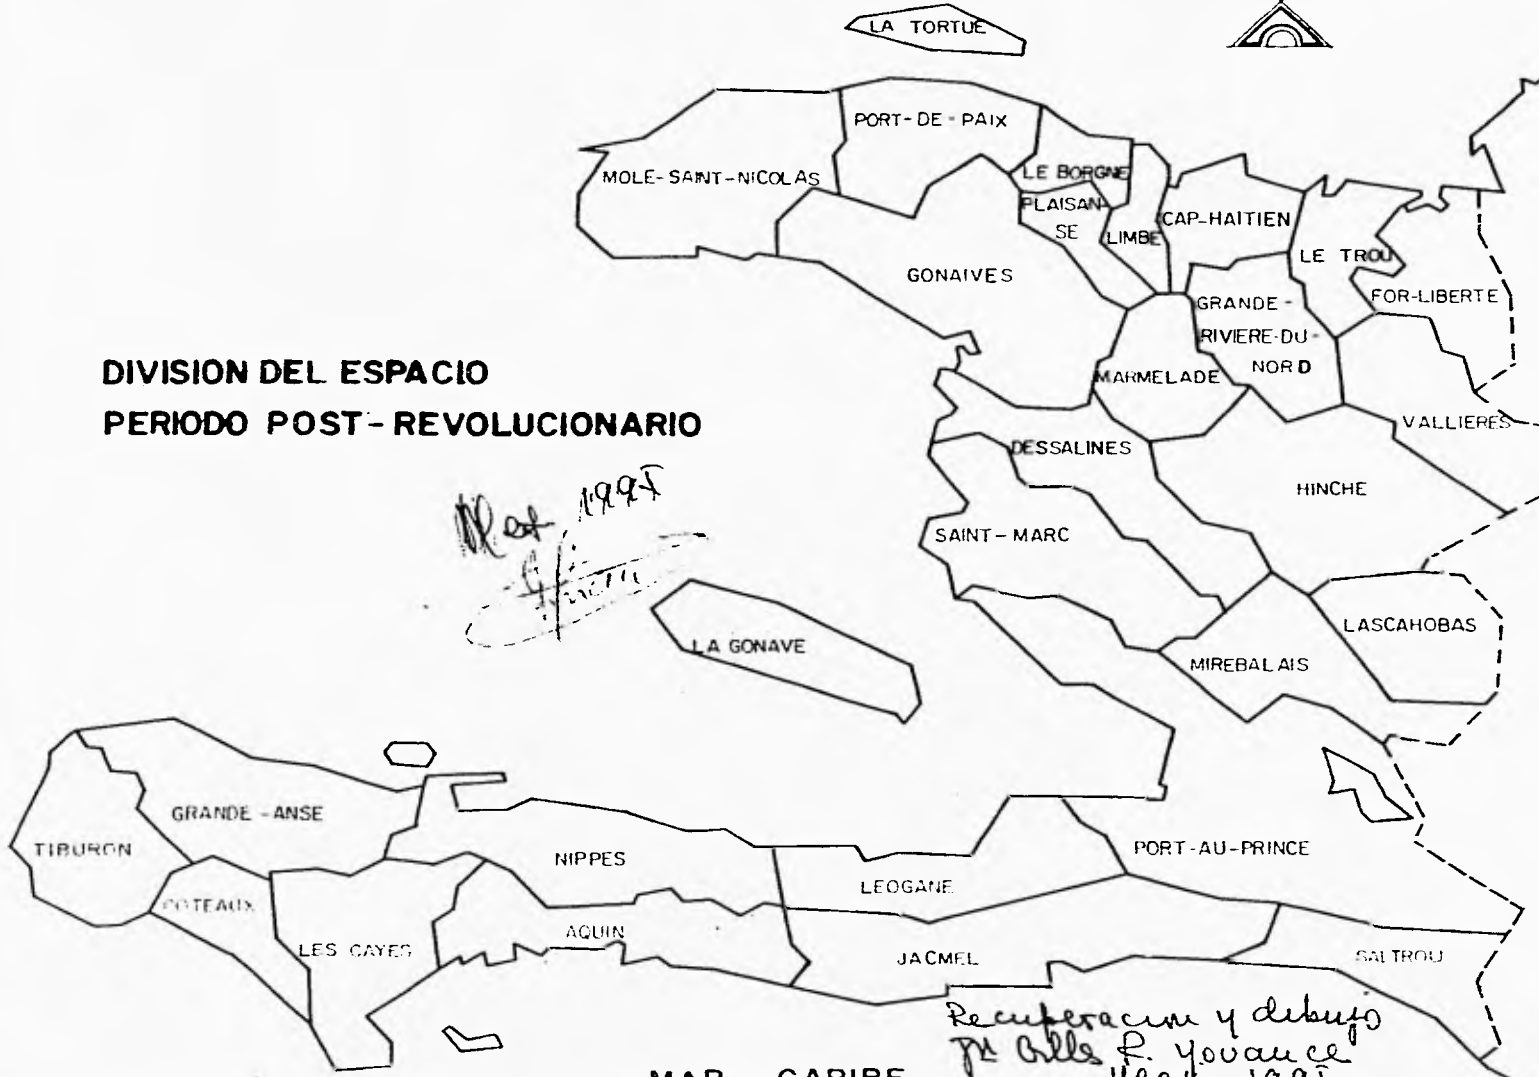 LA TORTUE
PORT-DE-PAIX
MOLE-SAINT-NICOLAS
LE BORGNE
PLAISAN-
SE
LIMBE
CAP-HAITIEN
LE TROU
GONAIVES
FOR-LIBERTE
GRANDE-
RIVIERE-DU-
NORD
MARMELADE
DIVISION DEL ESPACIO
PERIODO POST-REVOLUCIONARIO
VALLIERES
DESSALINES
HINCHE
1995
SAINT-MARC
LASCAHOBAS
LA GONAVE
MIREBALAIS
GRANDE-ANSE
TIBURON
NIPPES
PORT-AU-PRINCE
LEOGANE
COTEAUX
AQUIN
LES CAYES
JACMEL
SALTROU
Recuperacion y dibujo
R. Yovance
MAR CARIBE